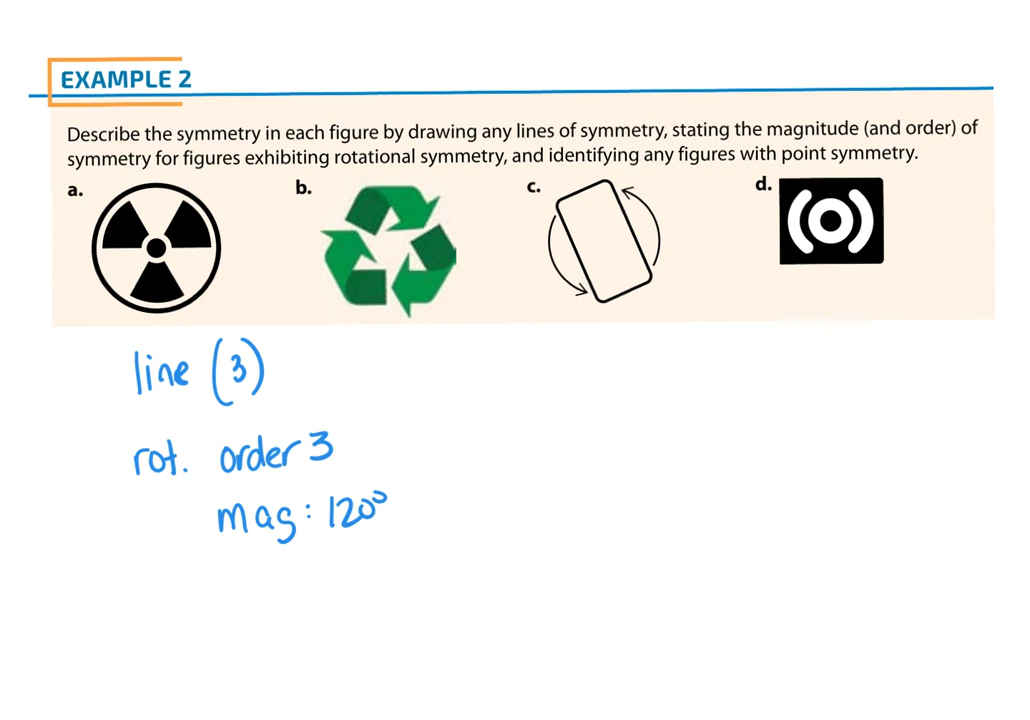 EXAMPLE 2
Describe the symmetry in each figure by drawing any lines of symmetry, stating the magnitude (and order) of
symmetry for figures exhibiting rotational symmetry, and identifying any figures with point symmetry.
a. b. c. d.
line (3)
rot. order 3
mag: 120°